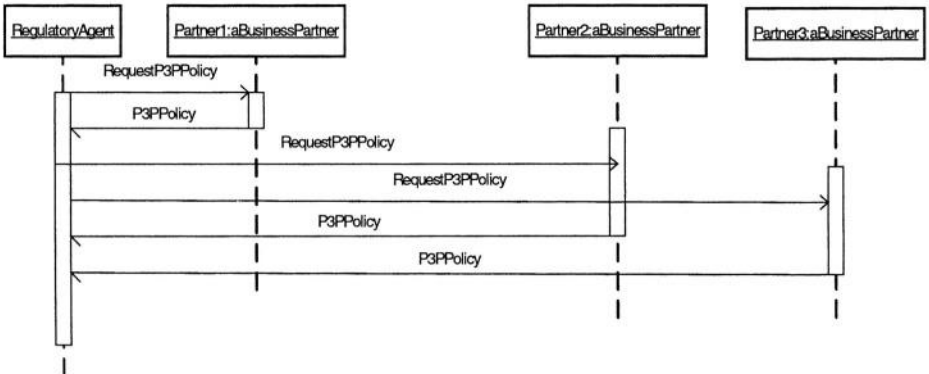 RegulatoryAgent
Partner1:aBusinessPartner
Partner2:aBusinessPartner
Partner3:aBusinessPartner
RequestP3PPolicy
P3PPolicy
RequestP3PPolicy
RequestP3PPolicy
P3PPolicy
P3PPolicy